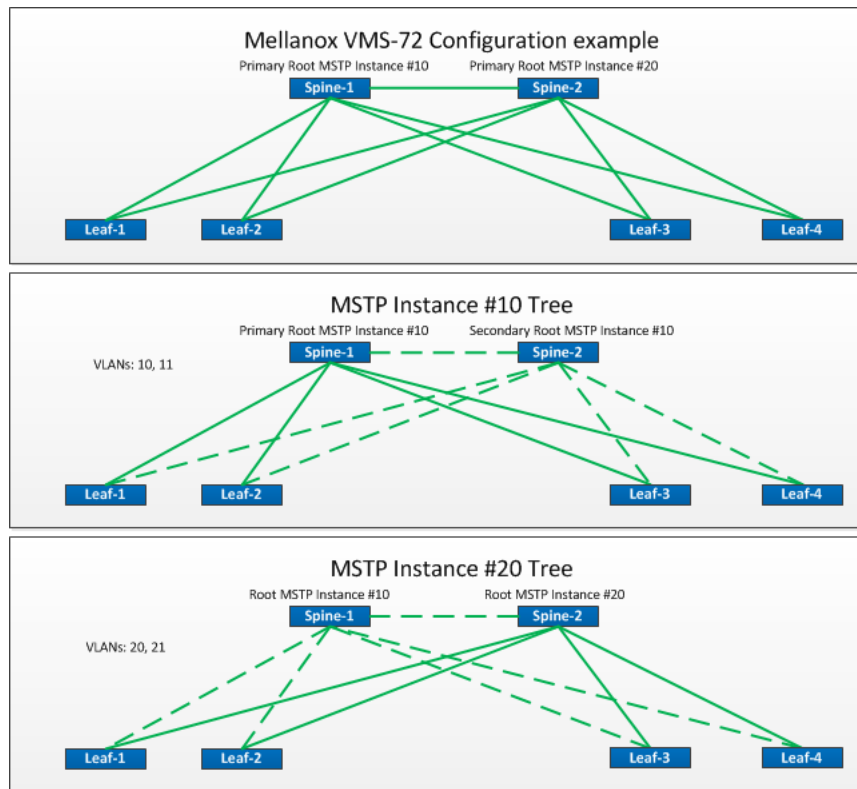 Mellanox VMS-72 Configuration example
Primary Root MSTP Instance #10 Primary Root MSTP Instance #20
Spine-1 Spine-2
Leaf-1 Leaf-2 Leaf-3 Leaf-4
MSTP Instance #10 Tree
Primary Root MSTP Instance #10 Secondary Root MSTP Instance #10
Spine-1 Spine-2
VLANs: 10, 11
Leaf-1 Leaf-2 Leaf-3 Leaf-4
MSTP Instance #20 Tree
Root MSTP Instance #10 Root MSTP Instance #20
Spine-1 Spine-2
VLANs: 20, 21
Leaf-1 Leaf-2 Leaf-3 Leaf-4